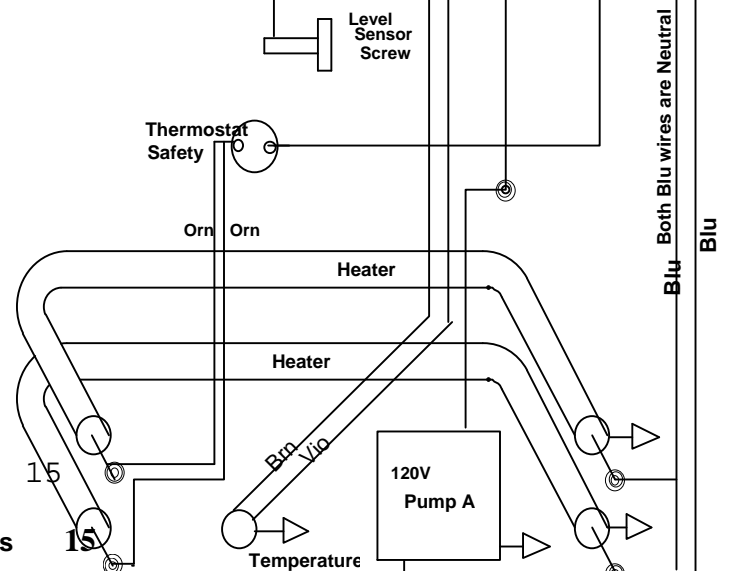 Level
Sensor
Screw
Both Blu wires are Neutral
Thermostat
Safety
Blu
Blu
Orn
Orn
Heater
Heater
Brn
Vio
15
120V
Pump A
s
15
Temperature